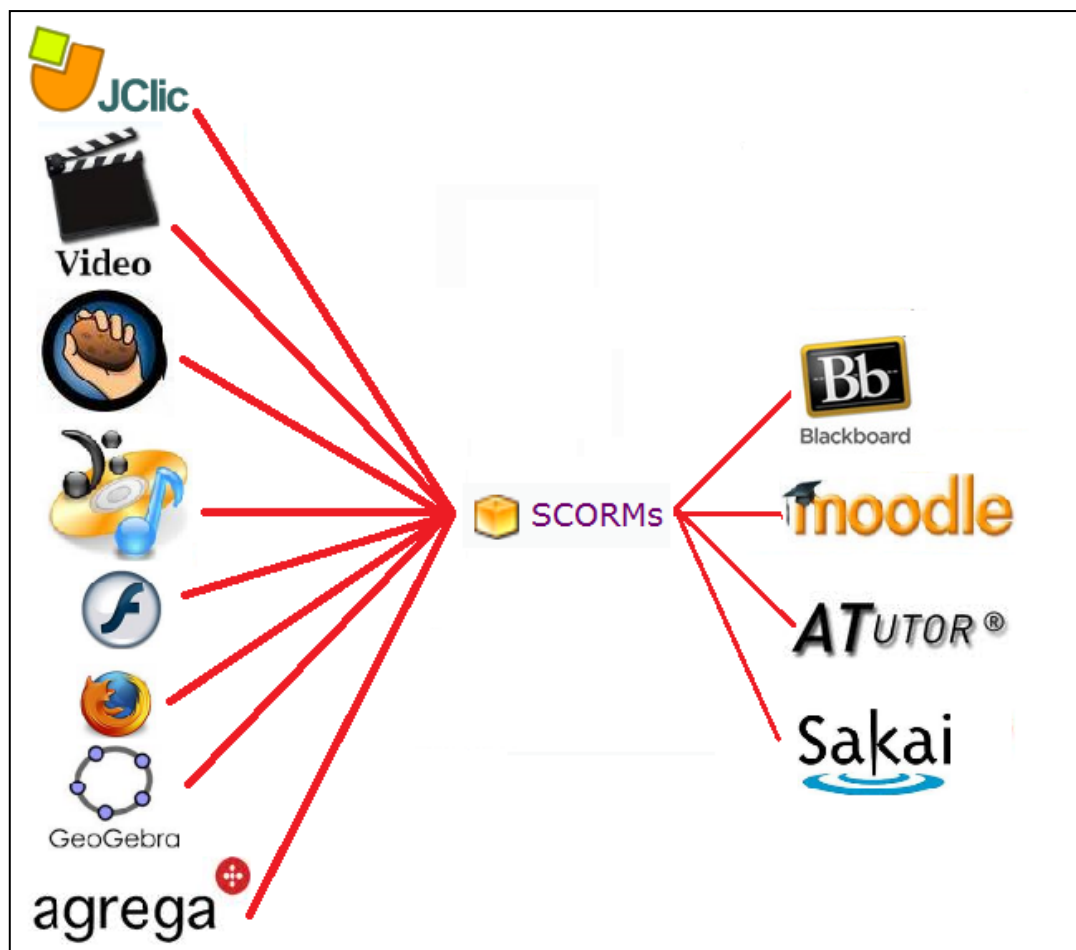 JClic
Video
f
GeoGebra
agrega
SCORMs
Bb
Blackboard
moodle
ATUTOR ®
Sakai